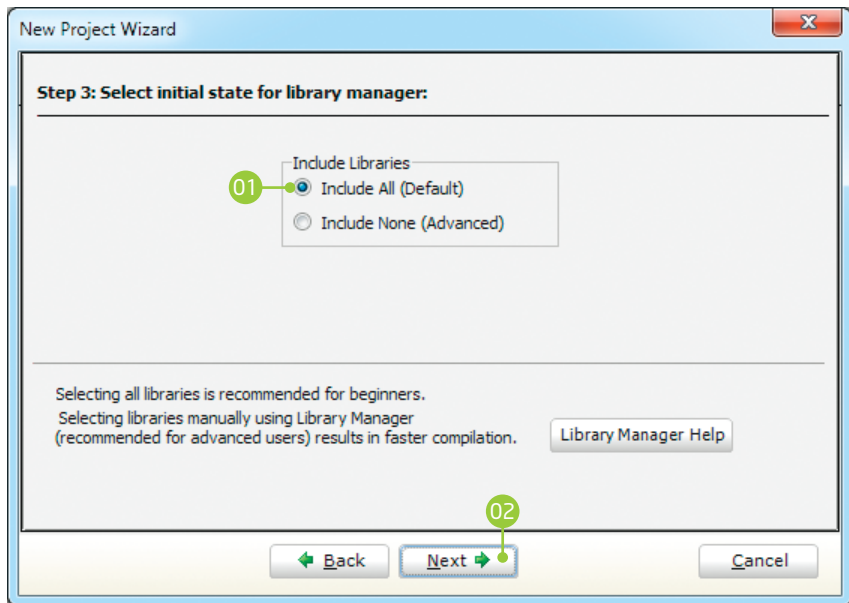 New Project Wizard
Step 3: Select initial state for library manager:
Include Libraries
01
Include All (Default)
Include None (Advanced)
Selecting all libraries is recommended for beginners.
Selecting libraries manually using Library Manager
(recommended for advanced users) results in faster compilation.
Library Manager Help
02
Back
Next
Cancel